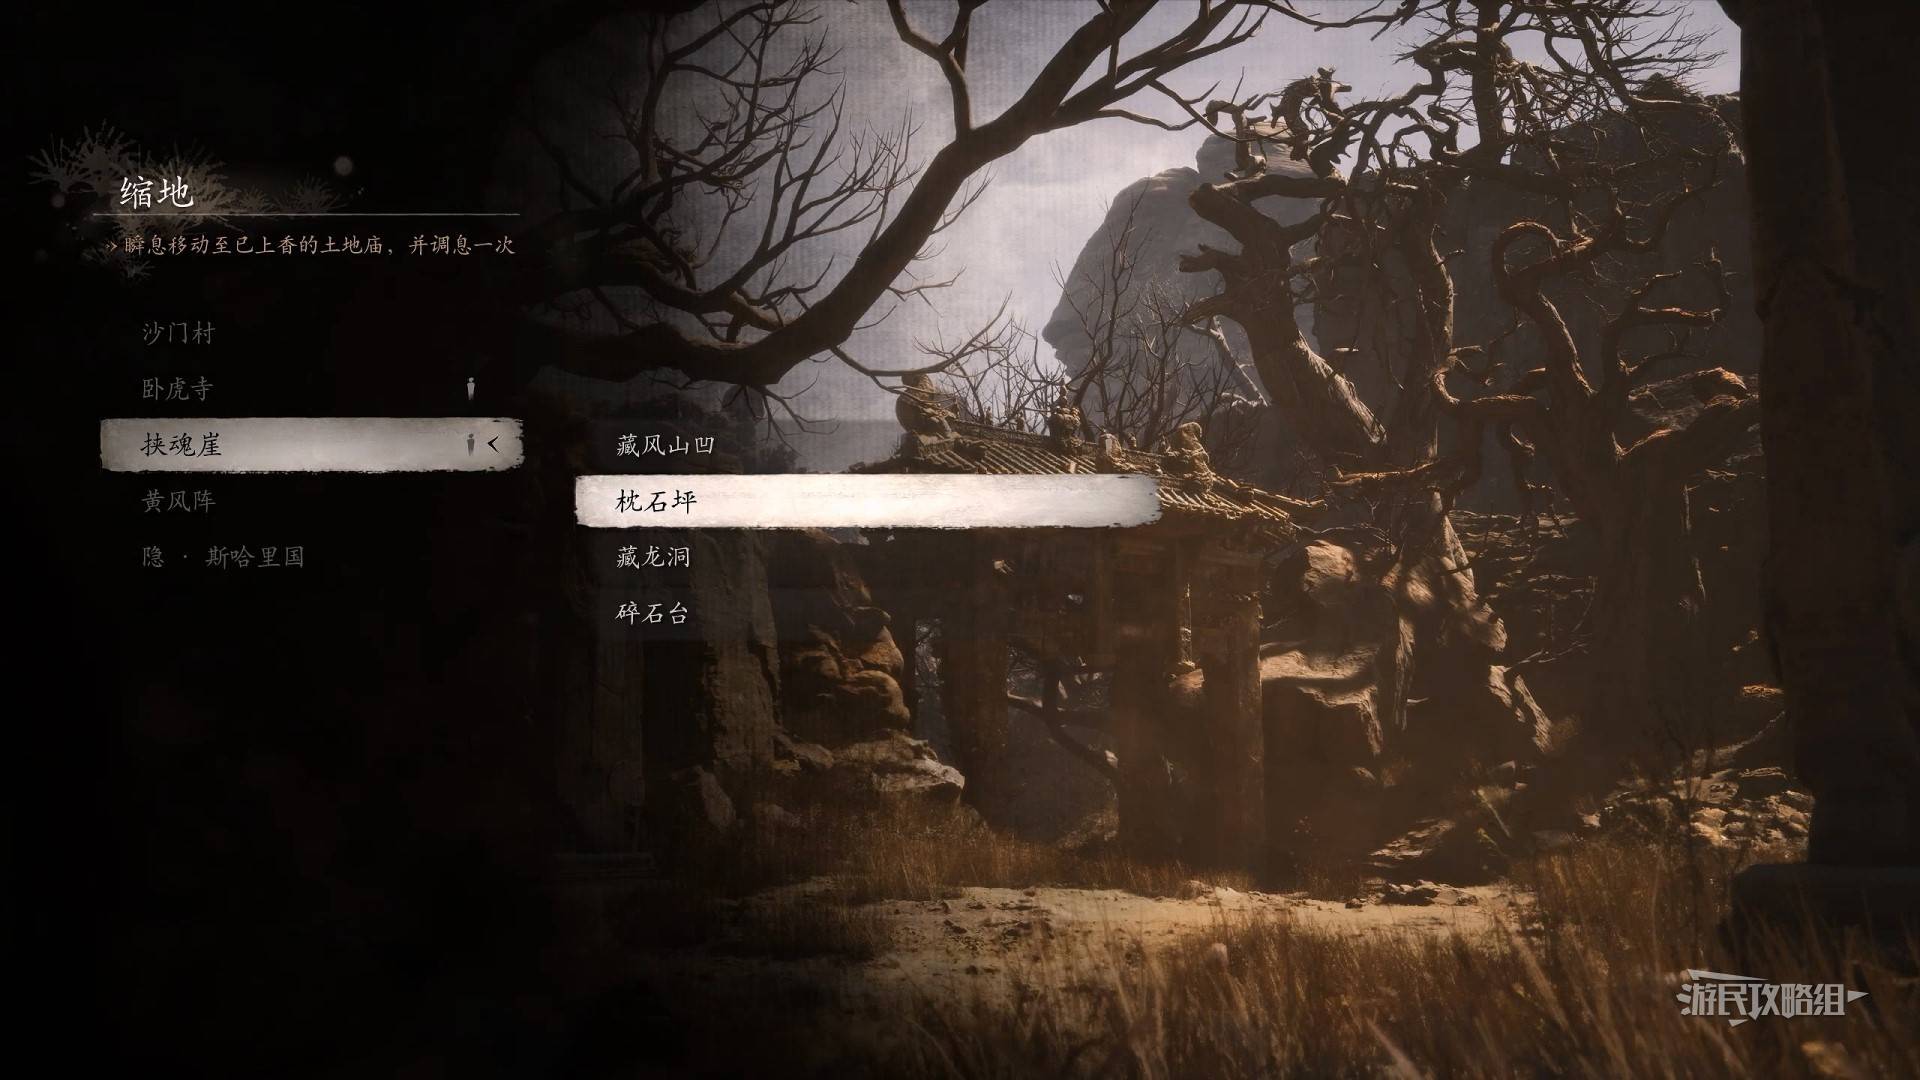 缩地
瞬息移动至已上香的土地庙，并调息一次
沙门村
卧虎寺
挟魂崖
黄风阵
隐 · 斯哈里国
藏风山凹
枕石坪
藏龙洞
碎石台
游民攻略组